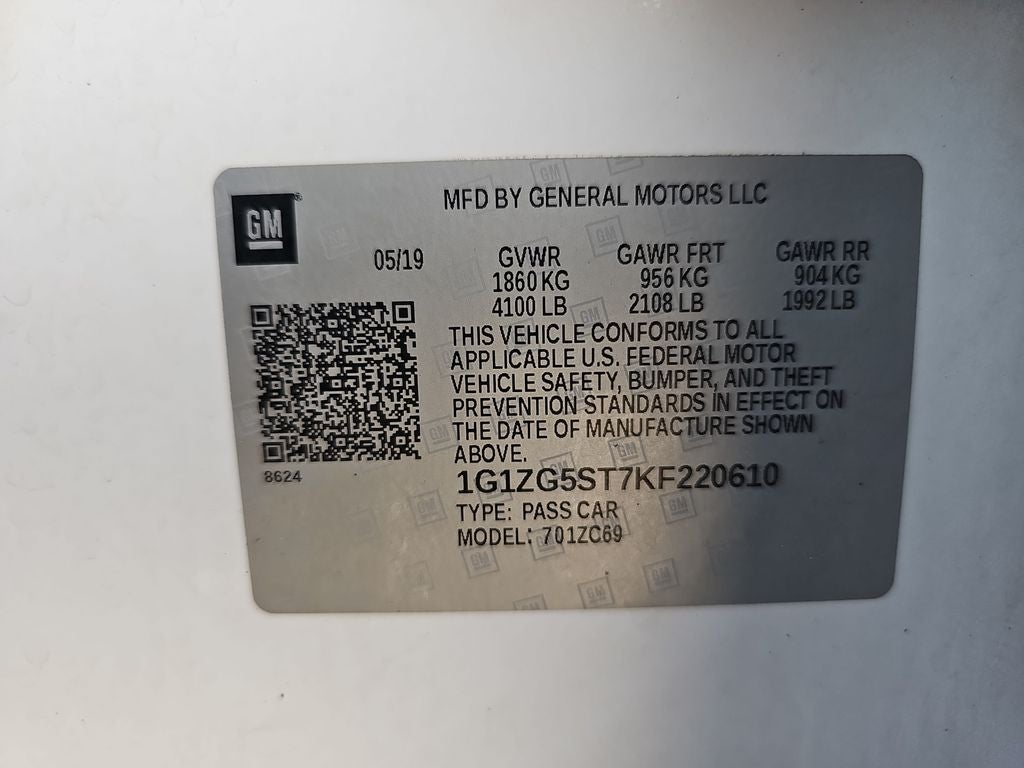 GM
MFD BY GENERAL MOTORS LLC
05/19 GVWR GAWR FRT GAWR RR
1860 KG 956 KG 904 KG
4100 LB 2108 LB 1992 LB
THIS VEHICLE CONFORMS TO ALL
APPLICABLE U.S. FEDERAL MOTOR
VEHICLE SAFETY, BUMPER, AND THEFT
PREVENTION STANDARDS IN EFFECT ON
THE DATE OF MANUFACTURE SHOWN
ABOVE.
8624
1G1ZG5ST7KF220610
TYPE: PASS CAR
MODEL: 701ZC69